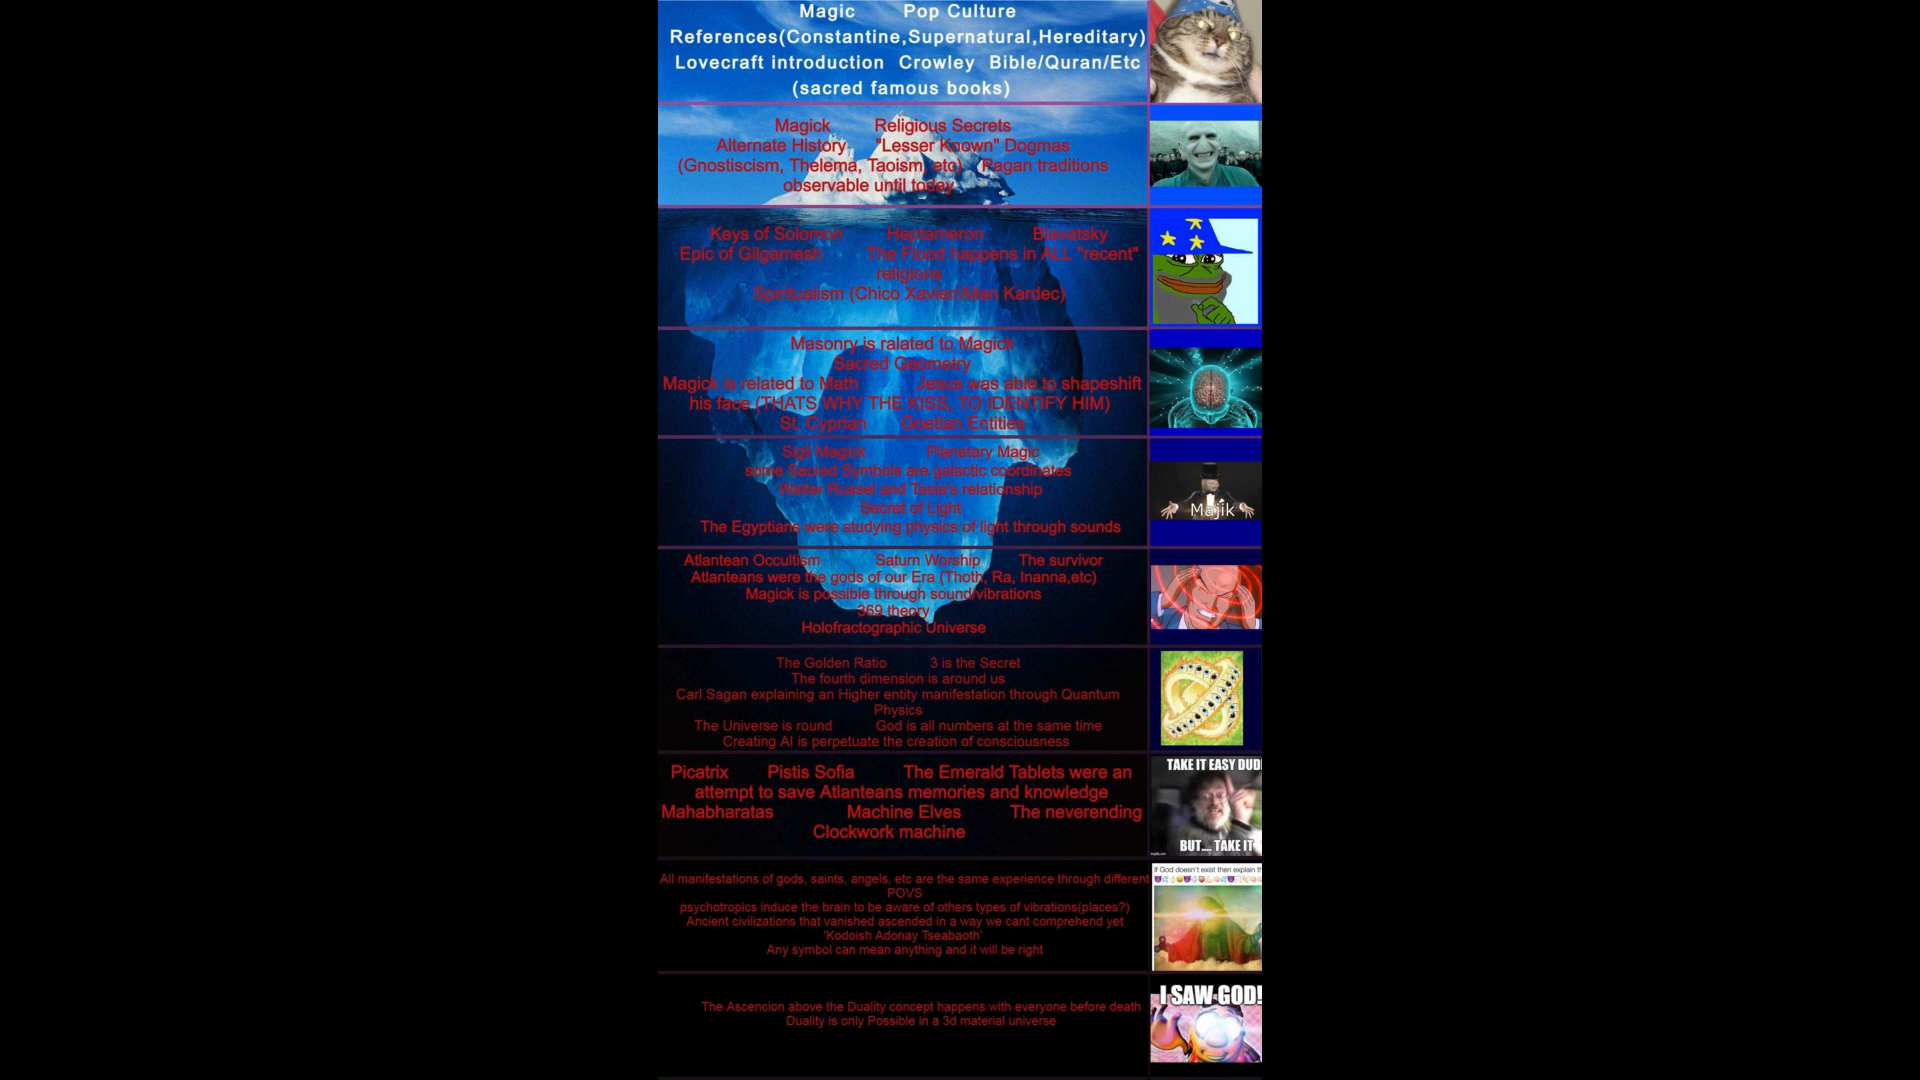 Magic Pop Culture
References(Constantine,Supernatural,Hereditary)
Lovecraft introduction Crowley Bible/Quran/Etc
(sacred famous books)
Magick Religious Secrets
Alternate History "Lesser Known" Dogmas
(Gnostiscism, Thelema, Taoism, etc) Pagan traditions
observable until today
Keys of Solomon Heptameron Blavatsky
Epic of Gilgamesh The Flood happens in ALL "recent"
religions
Spiritualism (Chico Xavier/Allan Kardec)
Masonry is ralated to Magick
Sacred Geometry
Magick is related to Math Jesus was able to shapeshift
his face (THATS WHY THE KISS, TO IDENTIFY HIM)
St. Cyprian Goetian Entities
Sigil Magick Planetary Magic
some Sacred Symbols are galactic coordinates
Walter Russel and Tesla's relationship
Secret of Light
The Egyptians were studying physics of light through sounds
Majik
Atlantean Occultism Saturn Worship The survivor
Atlanteans were the gods of our Era (Thoth, Ra, Inanna,etc)
Magick is possible through sound/vibrations
369 theory
Holofractographic Universe
The Golden Ratio 3 is the Secret
The fourth dimension is around us
Carl Sagan explaining an Higher entity manifestation through Quantum
Physics
The Universe is round God is all numbers at the same time
Creating AI is perpetuate the creation of consciousness
Picatrix Pistis Sofia The Emerald Tablets were an
attempt to save Atlanteans memories and knowledge
Mahabharatas Machine Elves The neverending
Clockwork machine
TAKE IT EASY DUD
BUT.... TAKE IT
imgflip.com
All manifestations of gods, saints, angels, etc are the same experience through different
POVS
psychotropics induce the brain to be aware of others types of vibrations(places?)
Ancient civilizations that vanished ascended in a way we cant comprehend yet
'Kodoish Adonay Tseabaoth'
Any symbol can mean anything and it will be right
If God doesn't exist then explain th
The Ascencion above the Duality concept happens with everyone before death
Duality is only Possible in a 3d material universe
I SAW GOD!